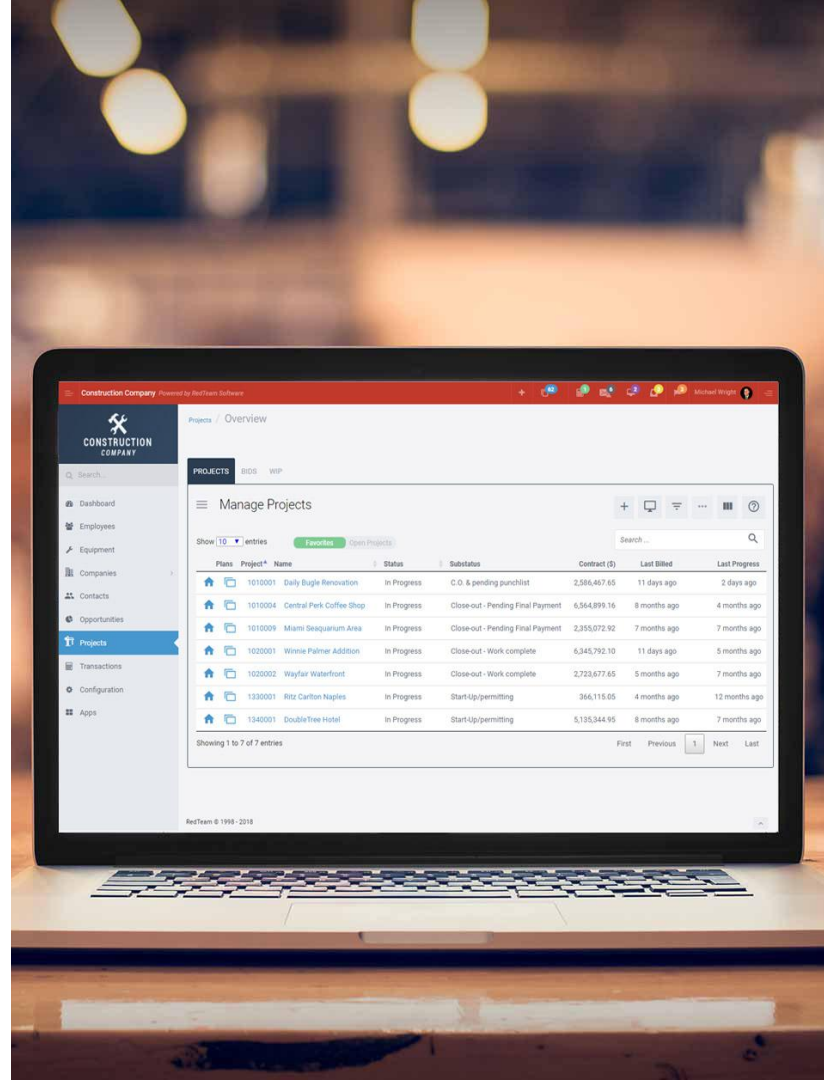 Construction Company Powered by RedTeam Software
62 1 6 2 1 2 Michael Wright
CONSTRUCTION
COMPANY
Search...
Dashboard
Employees
Equipment
Companies
Contacts
Opportunities
Projects
Transactions
Configuration
Apps
Projects / Overview
PROJECTS BIDS WIP
Manage Projects
Show 10 entries Favorites Open Projects Search ...
Plans Project Name Status Substatus Contract ($) Last Billed Last Progress
1010001 Daily Bugle Renovation In Progress C.O. & pending punchlist 2,586,467.65 11 days ago 2 days ago
1010004 Central Perk Coffee Shop In Progress Close-out - Pending Final Payment 6,564,899.16 8 months ago 4 months ago
1010009 Miami Seaquarium Area In Progress Close-out - Pending Final Payment 2,355,072.92 7 months ago 7 months ago
1020001 Winnie Palmer Addition In Progress Close-out - Work complete 6,345,792.10 11 days ago 5 months ago
1020002 Wayfair Waterfront In Progress Close-out - Work complete 2,723,677.65 5 months ago 7 months ago
1330001 Ritz Carlton Naples In Progress Start-Up/permitting 366,115.05 4 months ago 12 months ago
1340001 DoubleTree Hotel In Progress Start-Up/permitting 5,135,344.95 8 months ago 7 months ago
Showing 1 to 7 of 7 entries First Previous 1 Next Last
RedTeam © 1998 - 2018